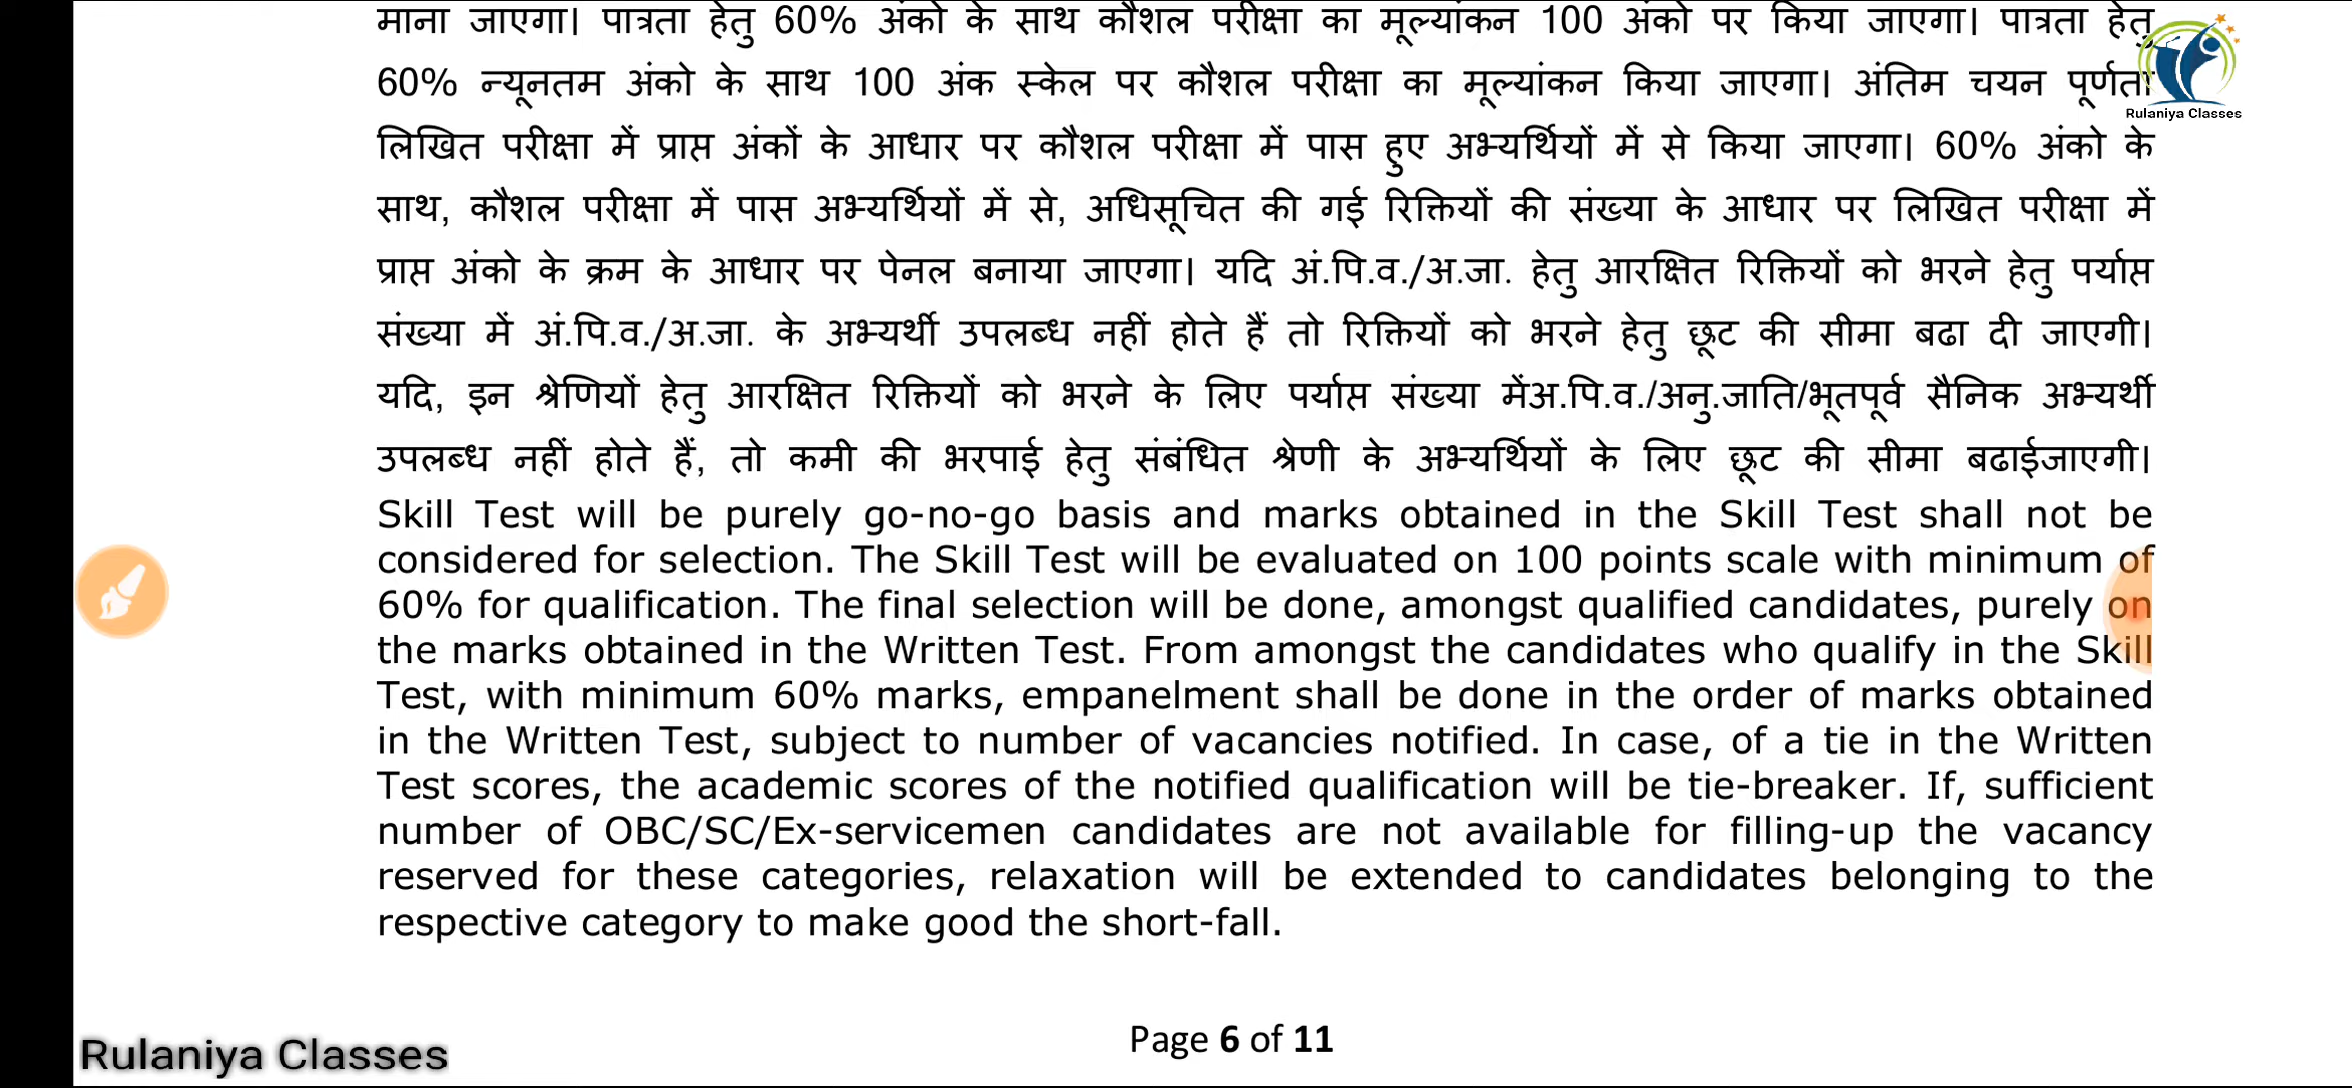 माना जाएगा। पात्रता हेतु 60% अंको के साथ कौशल परीक्षा का मूल्यांकन 100 अंको पर किया जाएगा। पात्रता हेतु
60% न्यूनतम अंको के साथ 100 अंक स्केल पर कौशल परीक्षा का मूल्यांकन किया जाएगा। अंतिम चयन पूर्णता
Rulaniya Classes
लिखित परीक्षा में प्राप्त अंकों के आधार पर कौशल परीक्षा में पास हुए अभ्यर्थियों में से किया जाएगा। 60% अंको के
साथ, कौशल परीक्षा में पास अभ्यर्थियों में से, अधिसूचित की गई रिक्तियों की संख्या के आधार पर लिखित परीक्षा में
प्राप्त अंको के क्रम के आधार पर पेनल बनाया जाएगा। यदि अं.पि.व./अ.जा. हेतु आरक्षित रिक्तियों को भरने हेतु पर्याप्त
संख्या में अं.पि.व./अ.जा. के अभ्यर्थी उपलब्ध नहीं होते हैं तो रिक्तियों को भरने हेतु छूट की सीमा बढा दी जाएगी।
यदि, इन श्रेणियों हेतु आरक्षित रिक्तियों को भरने के लिए पर्याप्त संख्या मेंअ.पि.व./अनु.जाति/भूतपूर्व सैनिक अभ्यर्थी
उपलब्ध नहीं होते हैं, तो कमी की भरपाई हेतु संबंधित श्रेणी के अभ्यर्थियों के लिए छूट की सीमा बढाईजाएगी।
Skill Test will be purely go-no-go basis and marks obtained in the Skill Test shall not be
considered for selection. The Skill Test will be evaluated on 100 points scale with minimum of
60% for qualification. The final selection will be done, amongst qualified candidates, purely on
the marks obtained in the Written Test. From amongst the candidates who qualify in the Skill
Test, with minimum 60% marks, empanelment shall be done in the order of marks obtained
in the Written Test, subject to number of vacancies notified. In case, of a tie in the Written
Test scores, the academic scores of the notified qualification will be tie-breaker. If, sufficient
number of OBC/SC/Ex-servicemen candidates are not available for filling-up the vacancy
reserved for these categories, relaxation will be extended to candidates belonging to the
respective category to make good the short-fall.
Page 6 of 11
Rulaniya Classes